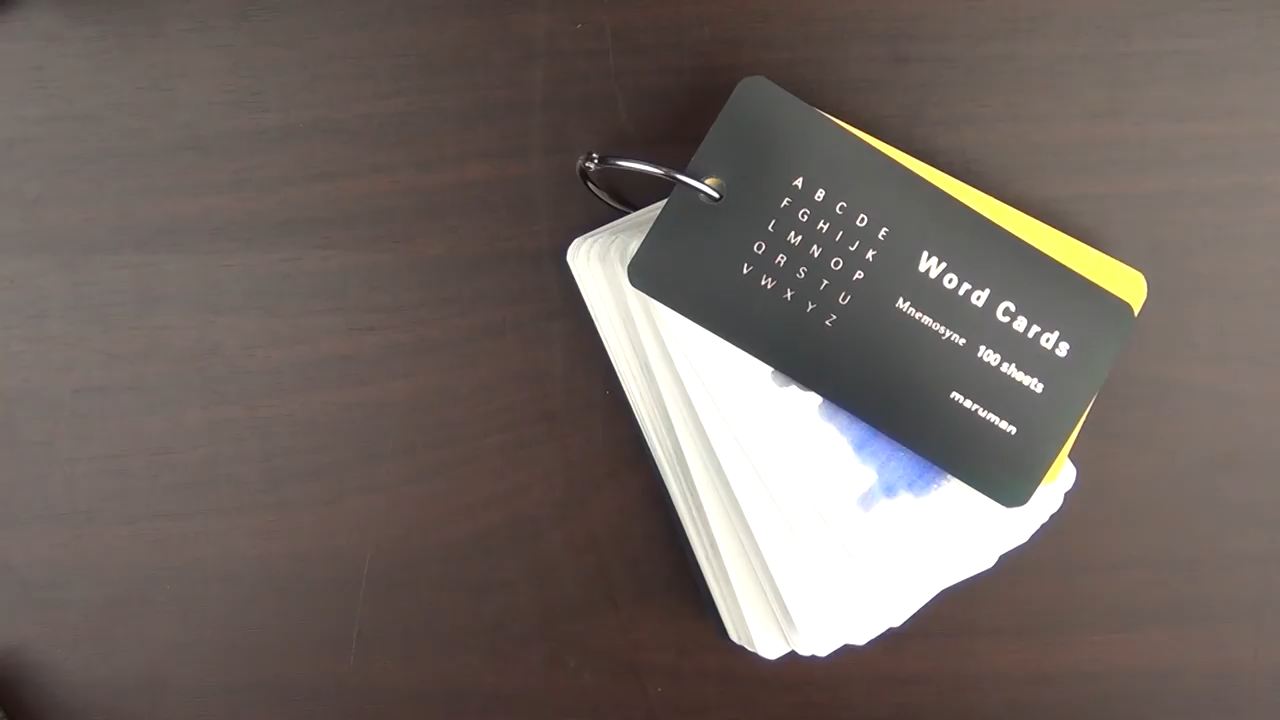 A B C D E
F G H I J K
L M N O P
Q R S T U
V W X Y Z
Word Cards
Mnemosyne 100 sheets
maruman